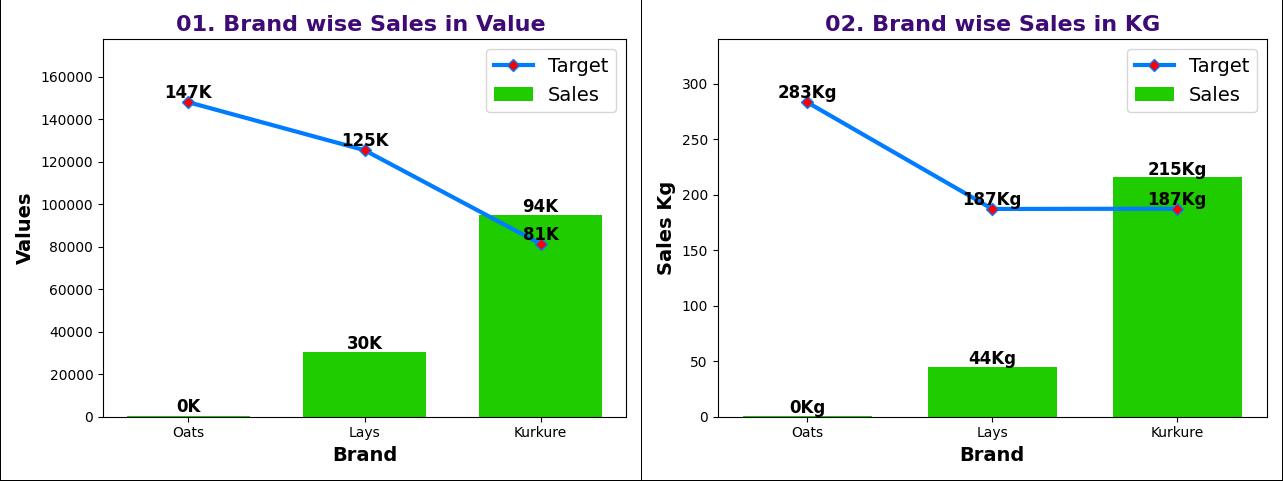 01. Brand wise Sales in Value
Target
Sales
160000
140000
120000
100000
80000
60000
40000
20000
0
Values
147K
125K
94K
81K
30K
0K
Oats Lays Kurkure
Brand
02. Brand wise Sales in KG
Target
Sales
300
250
200
150
100
50
0
Sales Kg
283Kg
215Kg
187Kg 187Kg
44Kg
0Kg
Oats Lays Kurkure
Brand